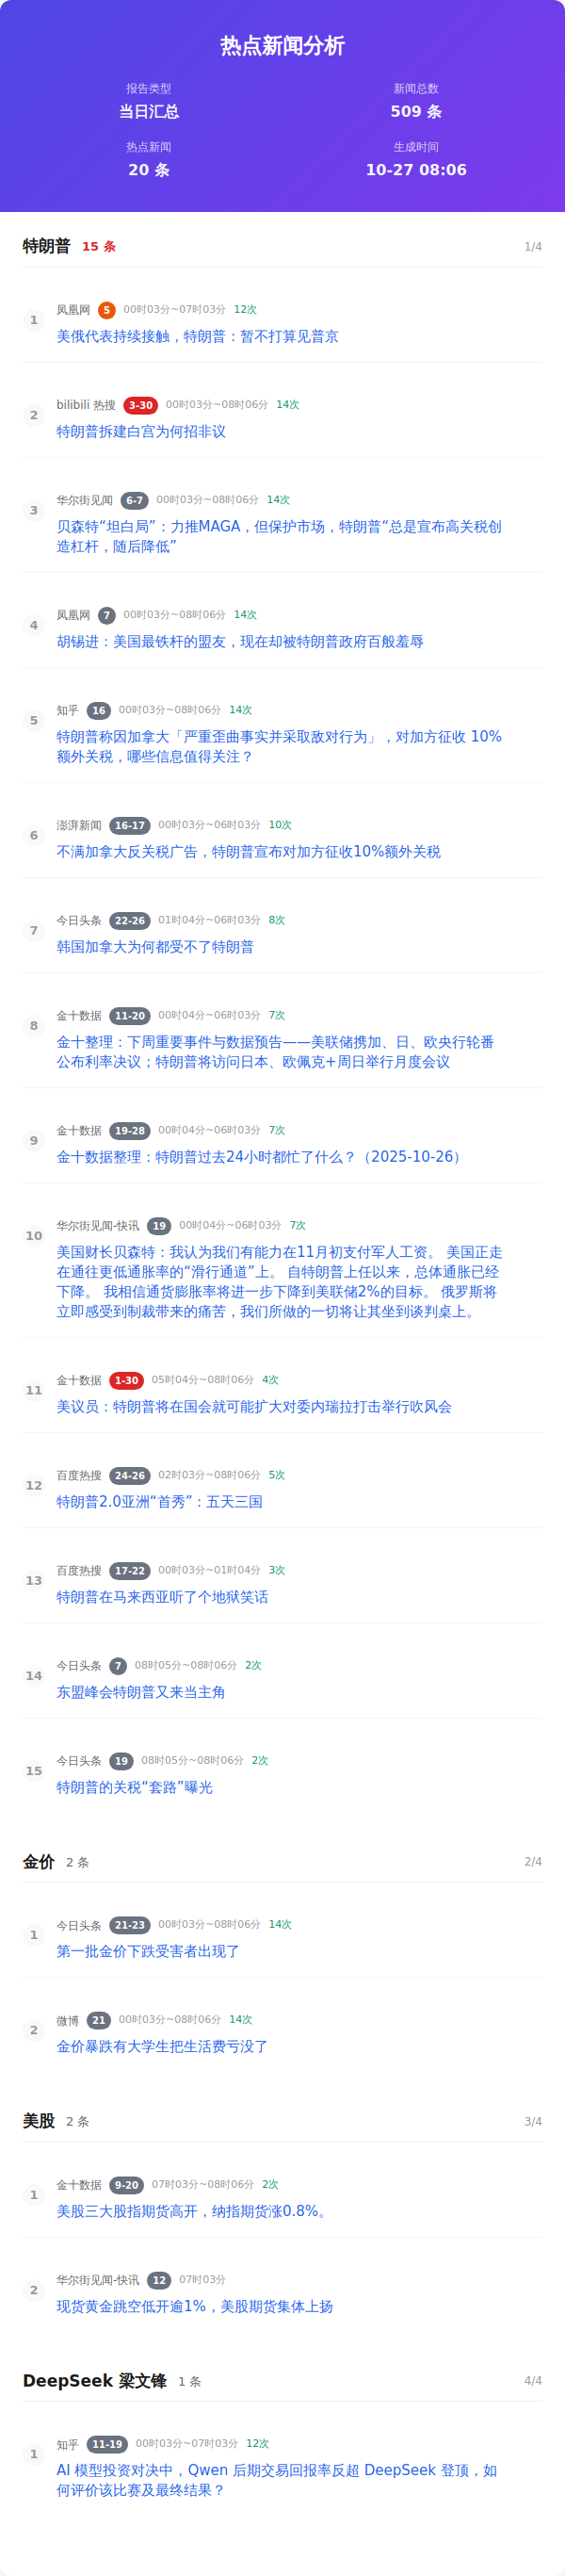 热点新闻分析
报告类型
新闻总数
当日汇总
509 条
热点新闻
生成时间
20 条
10-27 08:06
特朗普 15 条 1/4
1 凤凰网 5 00时03分~07时03分 12次
美俄代表持续接触，特朗普：暂不打算见普京
2 bilibili 热搜 3-30 00时03分~08时06分 14次
特朗普拆建白宫为何招非议
3 华尔街见闻 6-7 00时03分~08时06分 14次
贝森特“坦白局”：力推MAGA，但保护市场，特朗普“总是宣布高关税创
造杠杆，随后降低”
4 凤凰网 7 00时03分~08时06分 14次
胡锡进：美国最铁杆的盟友，现在却被特朗普政府百般羞辱
5 知乎 16 00时03分~08时06分 14次
特朗普称因加拿大「严重歪曲事实并采取敌对行为」，对加方征收 10%
额外关税，哪些信息值得关注？
6 澎湃新闻 16-17 00时03分~06时03分 10次
不满加拿大反关税广告，特朗普宣布对加方征收10%额外关税
7 今日头条 22-26 01时04分~06时03分 8次
韩国加拿大为何都受不了特朗普
8 金十数据 11-20 00时04分~06时03分 7次
金十整理：下周重要事件与数据预告——美联储携加、日、欧央行轮番
公布利率决议；特朗普将访问日本、欧佩克+周日举行月度会议
9 金十数据 19-28 00时04分~06时03分 7次
金十数据整理：特朗普过去24小时都忙了什么？（2025-10-26）
10 华尔街见闻-快讯 19 00时04分~06时03分 7次
美国财长贝森特：我认为我们有能力在11月初支付军人工资。 美国正走
在通往更低通胀率的“滑行通道”上。 自特朗普上任以来，总体通胀已经
下降。 我相信通货膨胀率将进一步下降到美联储2%的目标。 俄罗斯将
立即感受到制裁带来的痛苦，我们所做的一切将让其坐到谈判桌上。
11 金十数据 1-30 05时04分~08时06分 4次
美议员：特朗普将在国会就可能扩大对委内瑞拉打击举行吹风会
12 百度热搜 24-26 02时03分~08时06分 5次
特朗普2.0亚洲“首秀”：五天三国
13 百度热搜 17-22 00时03分~01时04分 3次
特朗普在马来西亚听了个地狱笑话
14 今日头条 7 08时05分~08时06分 2次
东盟峰会特朗普又来当主角
15 今日头条 19 08时05分~08时06分 2次
特朗普的关税“套路”曝光
金价 2 条 2/4
1 今日头条 21-23 00时03分~08时06分 14次
第一批金价下跌受害者出现了
2 微博 21 00时03分~08时06分 14次
金价暴跌有大学生把生活费亏没了
美股 2 条 3/4
1 金十数据 9-20 07时03分~08时06分 2次
美股三大股指期货高开，纳指期货涨0.8%。
2 华尔街见闻-快讯 12 07时03分
现货黄金跳空低开逾1%，美股期货集体上扬
DeepSeek 梁文锋 1 条 4/4
1 知乎 11-19 00时03分~07时03分 12次
AI 模型投资对决中，Qwen 后期交易回报率反超 DeepSeek 登顶，如
何评价该比赛及最终结果？